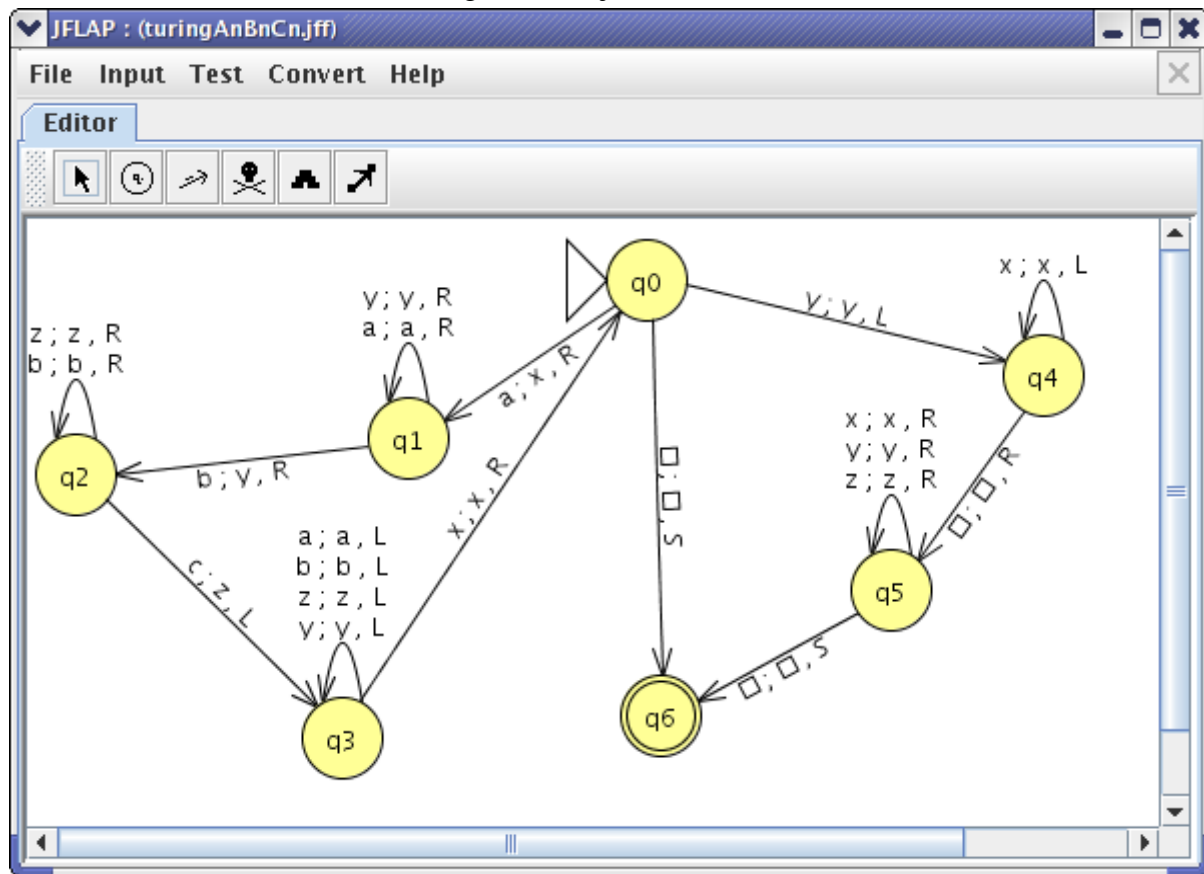 JFLAP : (turingAnBnCn.jff)
File Input Test Convert Help
Editor
q0
y ; y , L
x ; x , L
q4
y ; y , R
a ; a , R
z ; z , R
b ; b , R
a ; x , R
q1
q2
b ; y , R
x ; x , R
□ ; □ , S
x ; x , R
y ; y , R
z ; z , R
□ ; □ , R
q5
c ; z , L
a ; a , L
b ; b , L
z ; z , L
y ; y , L
□ ; □ , S
q3
q6